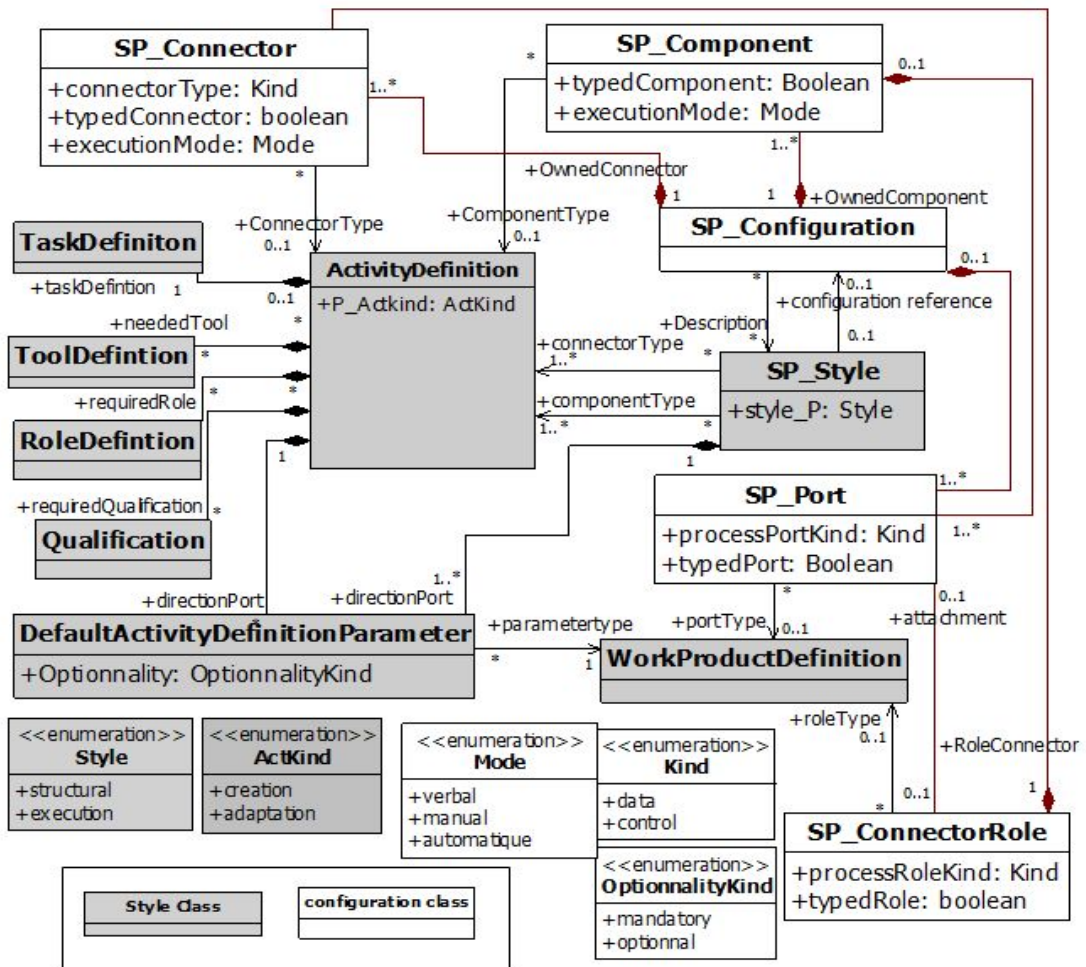 SP_Connector
+connectorType: Kind
+typedConnector: boolean
+executionMode: Mode
SP_Component
+typedComponent: Boolean
+executionMode: Mode
*
0..1
1..*
1..*
+OwnedConnector
1
1
+OwnedComponent
*
+ConnectorType
0..1
+ComponentType
0..1
SP_Configuration
0..1
TaskDefiniton
+taskDefintion
1
0..1
ActivityDefinition
+P_Actkind: ActKind
*
0..1
+configuration reference
+Description
*
0..1
+neededTool
*
ToolDefintion
*
+connectorType
1..*
*
SP_Style
+style_P: Style
+requiredRole
*
*
RoleDefintion
+componentType
1..*
*
1
1
+requiredQualification
*
Qualification
SP_Port
+processPortKind: Kind
+typedPort: Boolean
1..*
1..*
+directionPort
*
1..*
+directionPort
*
0..1
+attachment
DefaultActivityDefinitionParameter
+Optionnality: OptionnalityKind
+parametertype
*
1
+portType
0..1
WorkProductDefinition
+roleType
0..1
*
0..1
+RoleConnector
1
<<enumeration>>
Style
+structural
+execution
<<enumeration>>
ActKind
+creation
+adaptation
<<enumeration>>
Mode
+verbal
+manual
+automatique
<<enumeration>>
Kind
+data
+control
<<enumeration>>
OptionnalityKind
+mandatory
+optionnal
SP_ConnectorRole
+processRoleKind: Kind
+typedRole: boolean
Style Class
configuration class